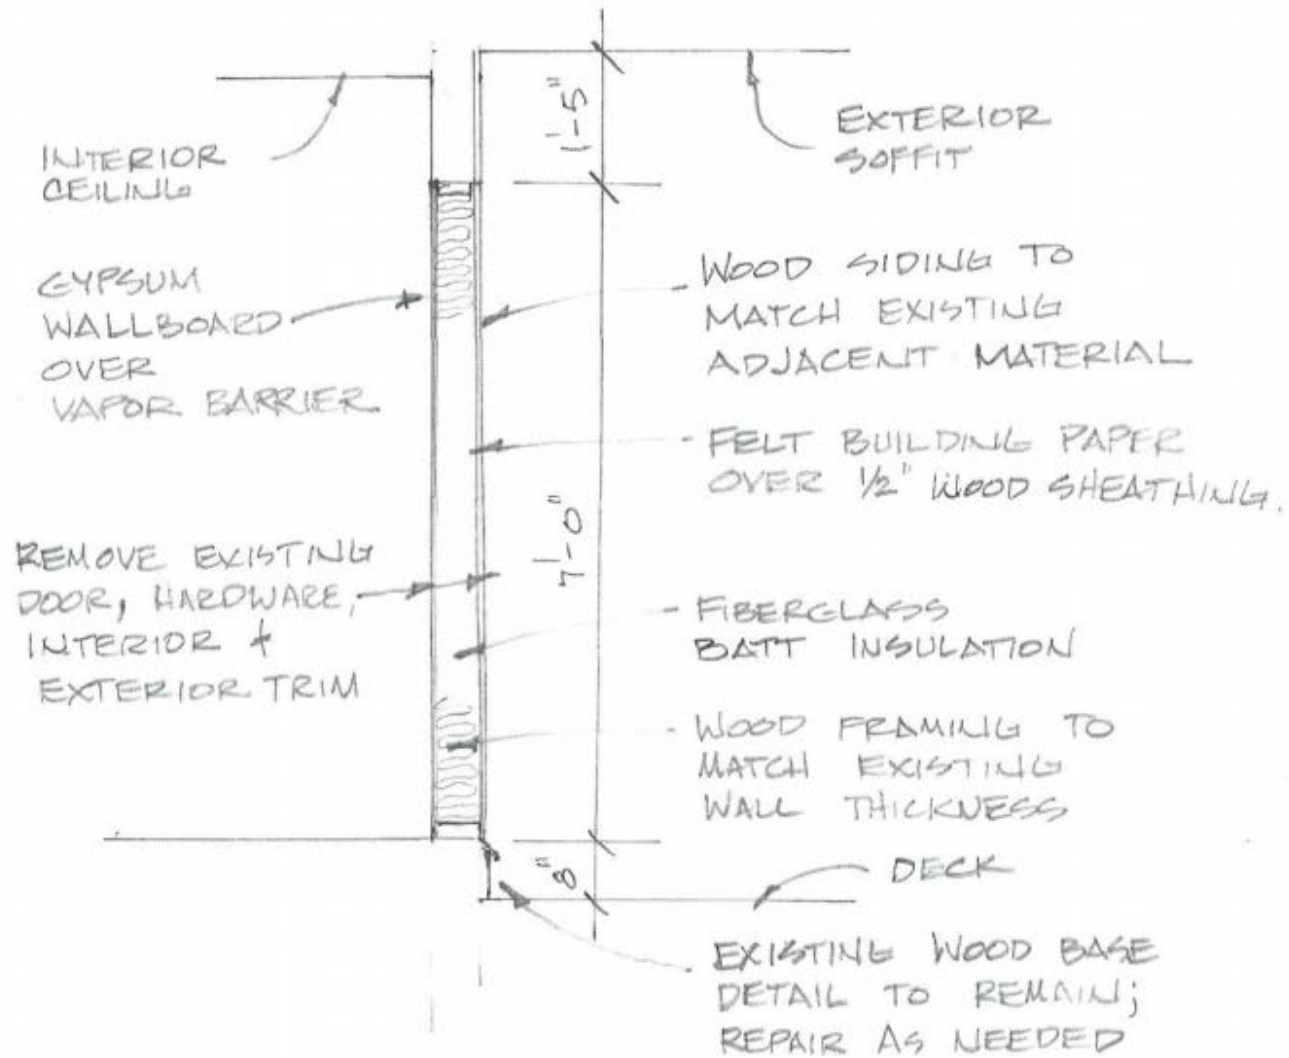 1'-5"
EXTERIOR
SOFFIT
INTERIOR
CEILING
GYPSUM
WALLBOARD
OVER
VAPOR BARRIER
WOOD SIDING TO
MATCH EXISTING
ADJACENT MATERIAL
FELT BUILDING PAPER
OVER 1/2" WOOD SHEATHING.
7'-0"
REMOVE EXISTING
DOOR, HARDWARE,
INTERIOR +
EXTERIOR TRIM
FIBERGLASS
BATT INSULATION
WOOD FRAMING TO
MATCH EXISTING
WALL THICKNESS
8"
DECK
EXISTING WOOD BASE
DETAIL TO REMAIN;
REPAIR AS NEEDED